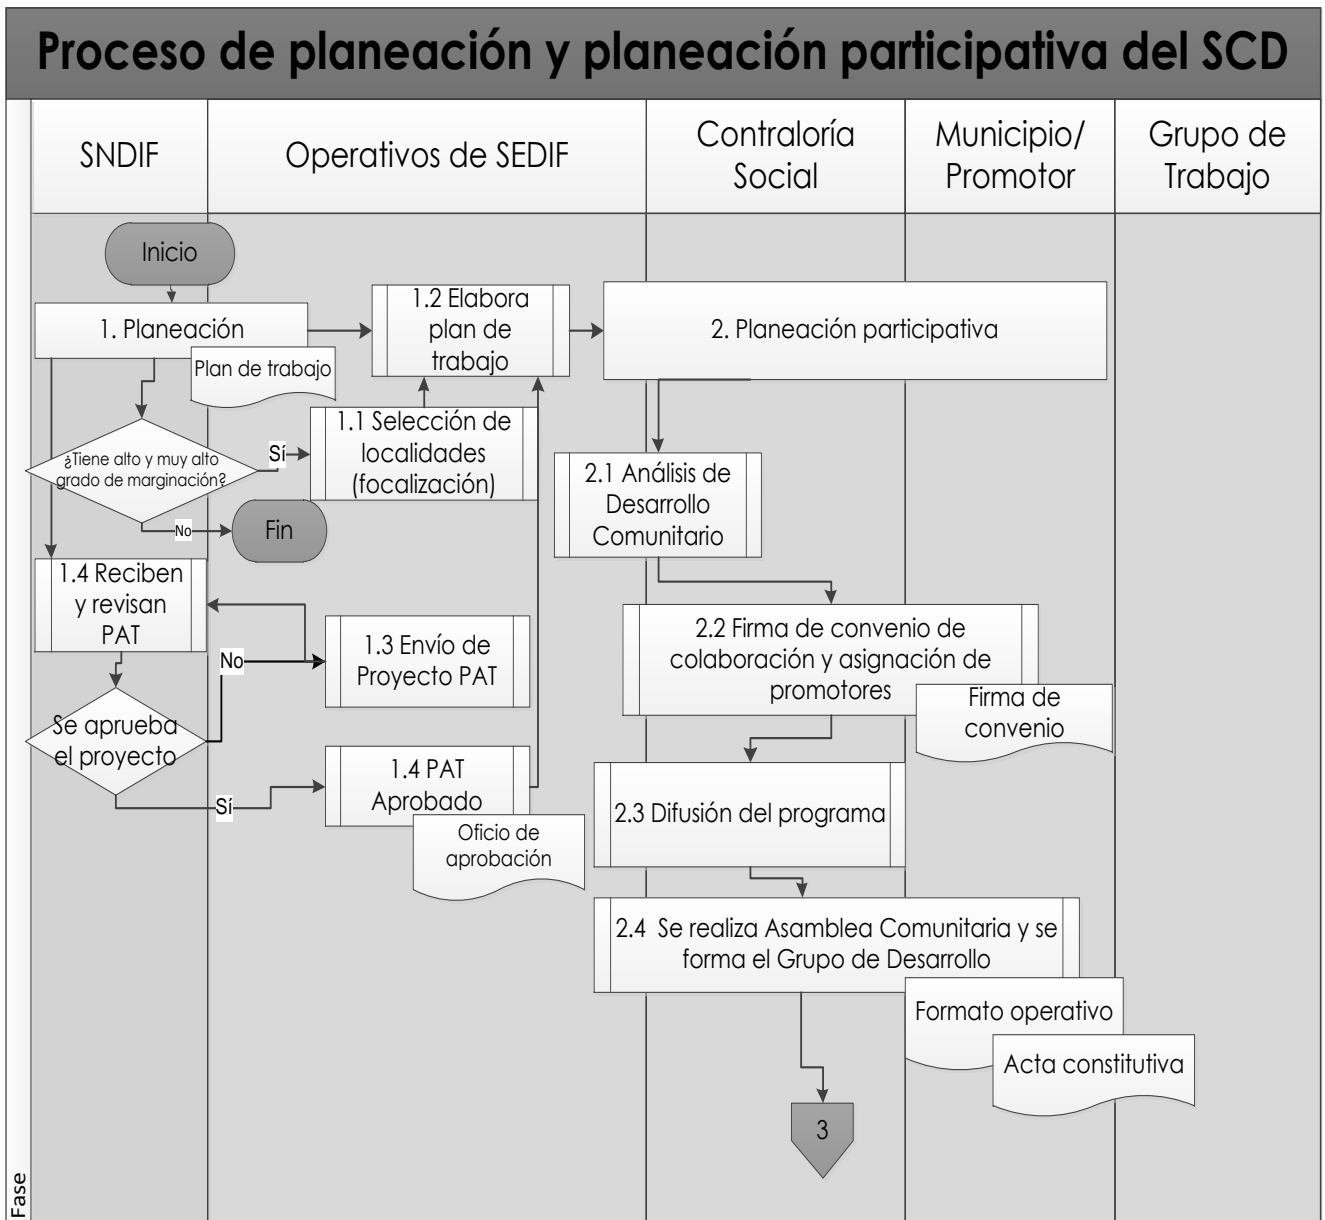 Proceso de planeación y planeación participativa del SCD
SNDIF
Operativos de SEDIF
Contraloría
Social
Municipio/
Promotor
Grupo de
Trabajo
Inicio
1. Planeación
Plan de trabajo
1.2 Elabora
plan de
trabajo
2. Planeación participativa
¿Tiene alto y muy alto
grado de marginación?
Sí
1.1 Selección de
localidades
(focalización)
No
Fin
2.1 Análisis de
Desarrollo
Comunitario
1.4 Reciben
y revisan
PAT
1.3 Envío de
Proyecto PAT
No
2.2 Firma de convenio de
colaboración y asignación de
promotores
Firma de
convenio
Se aprueba
el proyecto
Sí
1.4 PAT
Aprobado
Oficio de
aprobación
2.3 Difusión del programa
2.4 Se realiza Asamblea Comunitaria y se
forma el Grupo de Desarrollo
Formato operativo
Acta constitutiva
3
Fase